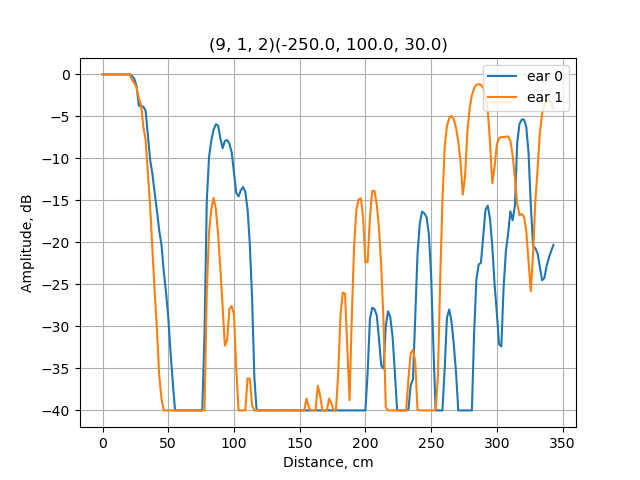 (9, 1, 2)(-250.0, 100.0, 30.0)
ear 0
ear 1
0
−5
−10
−15
−20
−25
−30
−35
−40
Amplitude, dB
0 50 100 150 200 250 300 350
Distance, cm